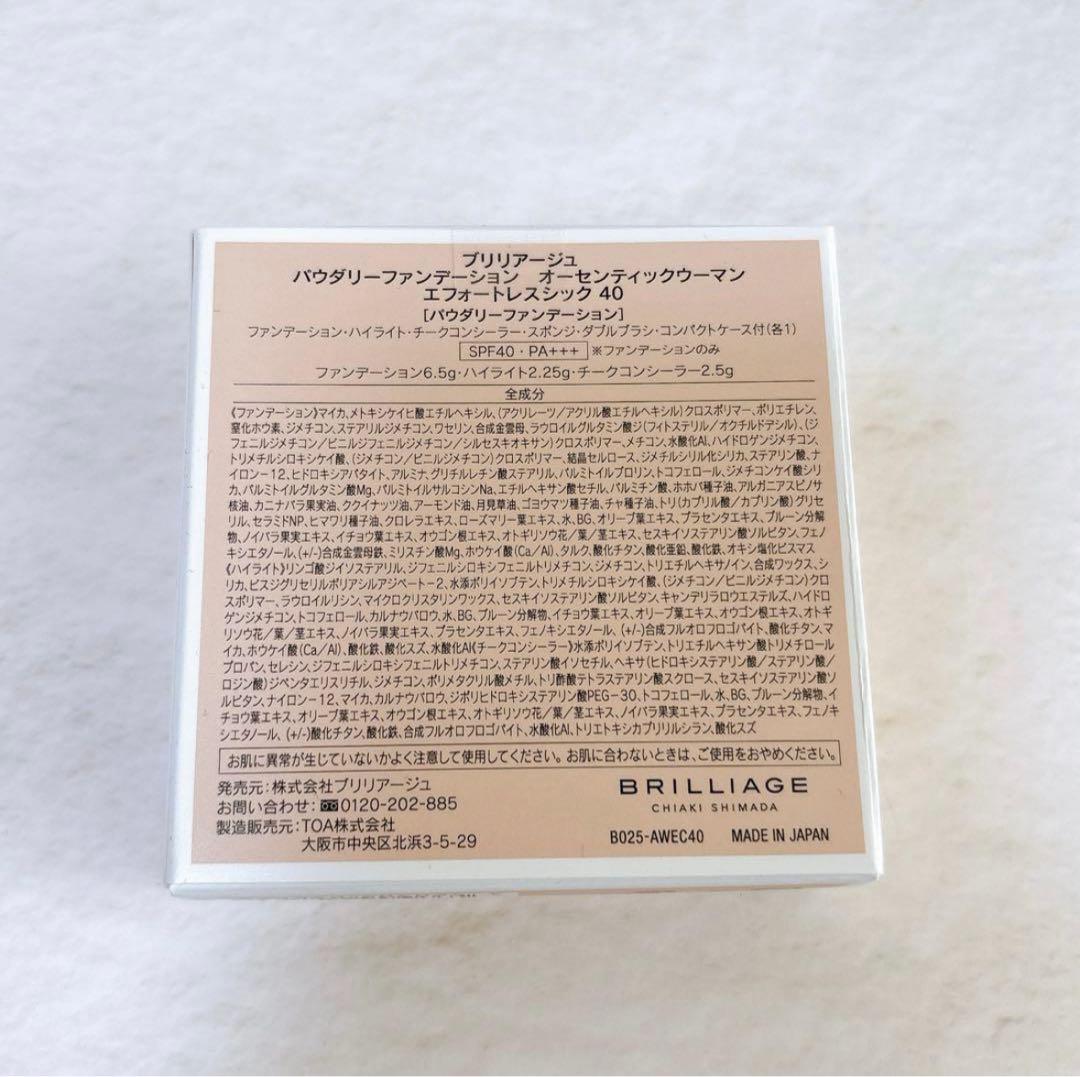 ブリリアージュ
パウダリーファンデーション オーセンティックウーマン
エフォートレスシック 40
[パウダリーファンデーション]
ファンデーション・ハイライト・チークコンシーラー・スポンジ・ダブルブラシ・コンパクトケース付(各1)
SPF40・PA+++ ※ファンデーションのみ
ファンデーション6.5g・ハイライト2.25g・チークコンシーラー2.5g
全成分
《ファンデーション》マイカ、メトキシケイヒ酸エチルヘキシル、(アクリレーツ/アクリル酸エチルヘキシル)クロスポリマー、ポリエチレン、
窒化ホウ素、ジメチコン、ステアリルジメチコン、ワセリン、合成金雲母、ラウロイルグルタミン酸ジ(フィトステリル/オクチルドデシル)、(ジ
フェニルジメチコン/ビニルジフェニルジメチコン/シルセスキオキサン)クロスポリマー、メチコン、水酸化Al、ハイドロゲンジメチコン、
トリメチルシロキシケイ酸、(ジメチコン/ビニルジメチコン)クロスポリマー、結晶セルロース、ジメチルシリル化シリカ、ステアリン酸、ナ
イロン-12、ヒドロキシアパタイト、アルミナ、グリチルレチン酸ステアリル、パルミトイルプロリン、トコフェロール、ジメチコンケイ酸シリ
カ、パルミトイルグルタミン酸Mg、パルミトイルサルコシンNa、エチルヘキサン酸セチル、パルミチン酸、ホホバ種子油、アルガニアスピノサ
核油、カニナバラ果実油、ククイナッツ油、アーモンド油、月見草油、ゴヨウマツ種子油、チャ種子油、トリ(カプリル酸/カプリン酸)グリセ
リル、セラミドNP、ヒマワリ種子油、クロレラエキス、ローズマリー葉エキス、水、BG、オリーブ葉エキス、プラセンタエキス、プルーン分解
物、ノイバラ果実エキス、イチョウ葉エキス、オウゴン根エキス、オトギリソウ花/葉/茎エキス、セスキイソステアリン酸ソルビタン、フェノ
キシエタノール、(+/-)合成金雲母鉄、ミリスチン酸Mg、ホウケイ酸(Ca/Al)、タルク、酸化チタン、酸化亜鉛、酸化鉄、オキシ塩化ビスマス
《ハイライト》リンゴ酸ジイソステアリル、ジフェニルシロキシフェニルトリメチコン、ジメチコン、トリエチルヘキサノイン、合成ワックス、シ
リカ、ビスジグリセリルポリアシルアジペート-2、水添ポリイソブテン、トリメチルシロキシケイ酸、(ジメチコン/ビニルジメチコン)クロ
スポリマー、ラウロイルリシン、マイクロクリスタリンワックス、セスキイソステアリン酸ソルビタン、キャンデリラロウエステルズ、ハイドロ
ゲンジメチコン、トコフェロール、カルナウバロウ、水、BG、プルーン分解物、イチョウ葉エキス、オリーブ葉エキス、オウゴン根エキス、オトギ
リソウ花/葉/茎エキス、ノイバラ果実エキス、プラセンタエキス、フェノキシエタノール、(+/-)合成フルオロフロゴパイト、酸化チタン、マ
イカ、ホウケイ酸(Ca/Al)、酸化鉄、酸化スズ、水酸化Al《チークコンシーラー》水添ポリイソブテン、トリエチルヘキサン酸トリメチロール
プロパン、セレシン、ジフェニルシロキシフェニルトリメチコン、ステアリン酸イソセチル、ヘキサ(ヒドロキシステアリン酸/ステアリン酸/
ロジン酸)ジペンタエリスリチル、ジメチコン、ポリメタクリル酸メチル、トリ酢酸テトラステアリン酸スクロース、セスキイソステアリン酸ソ
ルビタン、ナイロン-12、マイカ、カルナウバロウ、ジポリヒドロキシステアリン酸PEG-30、トコフェロール、水、BG、プルーン分解物、イ
チョウ葉エキス、オリーブ葉エキス、オウゴン根エキス、オトギリソウ花/葉/茎エキス、ノイバラ果実エキス、プラセンタエキス、フェノキ
シエタノール、(+/-)酸化チタン、酸化鉄、合成フルオロフロゴパイト、水酸化Al、トリエトキシカプリリルシラン、酸化スズ
お肌に異常が生じていないかよく注意して使用してください。お肌に合わないときは、ご使用をおやめください。
発売元：株式会社ブリリアージュ
お問い合わせ：0120-202-885
製造販売元：TOA株式会社
大阪市中央区北浜3-5-29
BRILLIAGE
CHIAKI SHIMADA
B025-AWEC40 MADE IN JAPAN